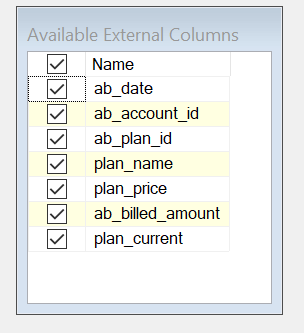 Available External Columns
Name
ab_date
ab_account_id
ab_plan_id
plan_name
plan_price
ab_billed_amount
plan_current